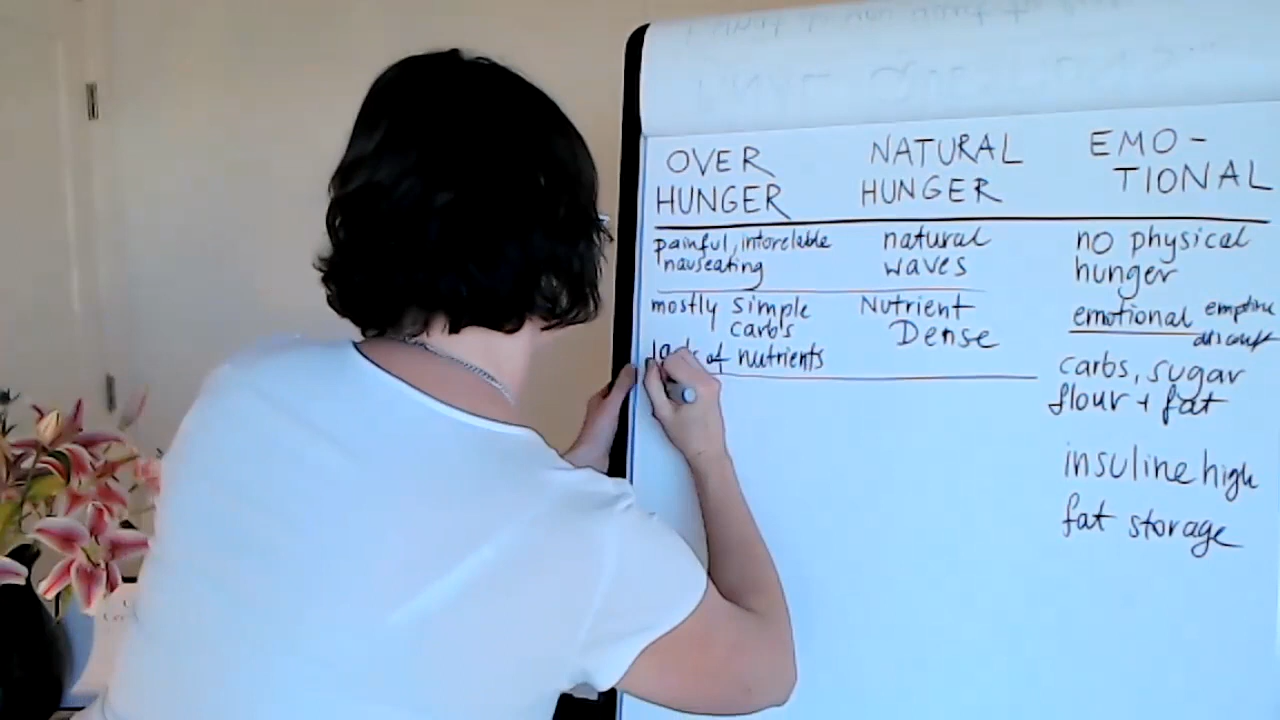 OVER
HUNGER
painful, intorelable
nauseating
mostly simple
carbs
lack of nutrients
NATURAL
HUNGER
natural
waves
Nutrient
Dense
EMO-
TIONAL
no physical
hunger
emotional
carbs, sugar
flour + fat
insuline high
fat storage